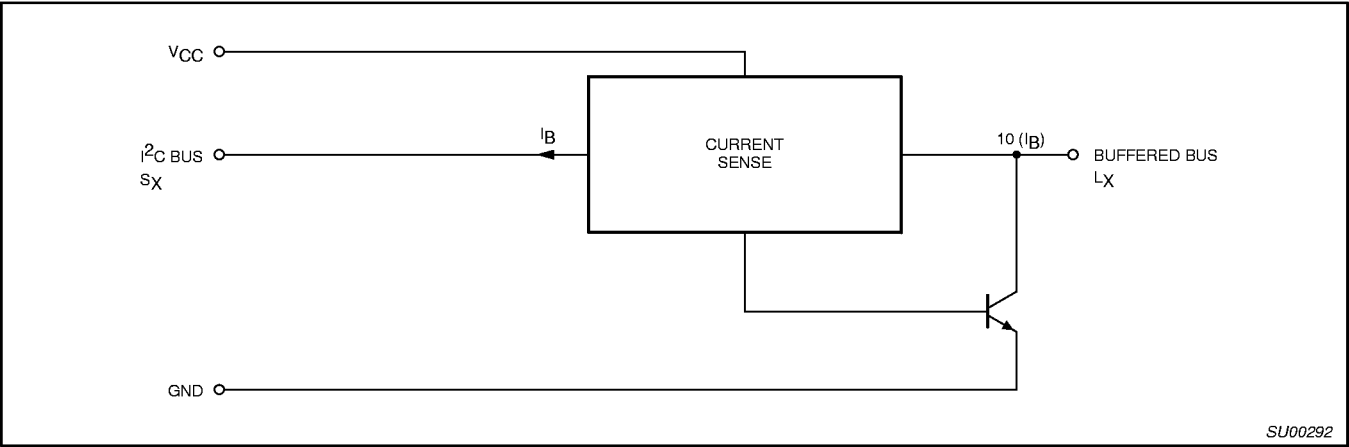 VCC
I2C BUS
SX
IB
CURRENT
SENSE
10 (IB)
BUFFERED BUS
LX
GND
SU00292